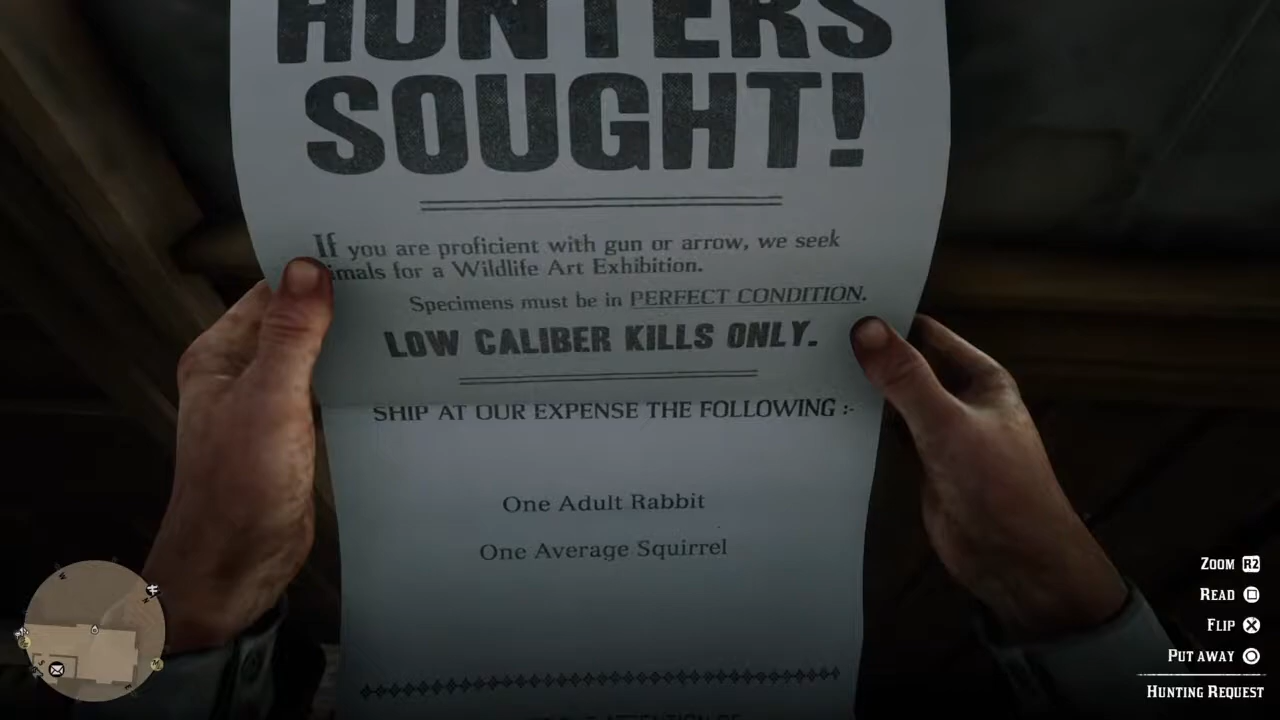 HUNTERS
SOUGHT!
If you are proficient with gun or arrow, we seek
for a Wildlife Art Exhibition.
Specimens must be in PERFECT CONDITION.
LOW CALIBER KILLS ONLY.
SHIP AT OUR EXPENSE THE FOLLOWING :-
One Adult Rabbit
One Average Squirrel
ZOOM R2
READ
FLIP
PUT AWAY
HUNTING REQUEST